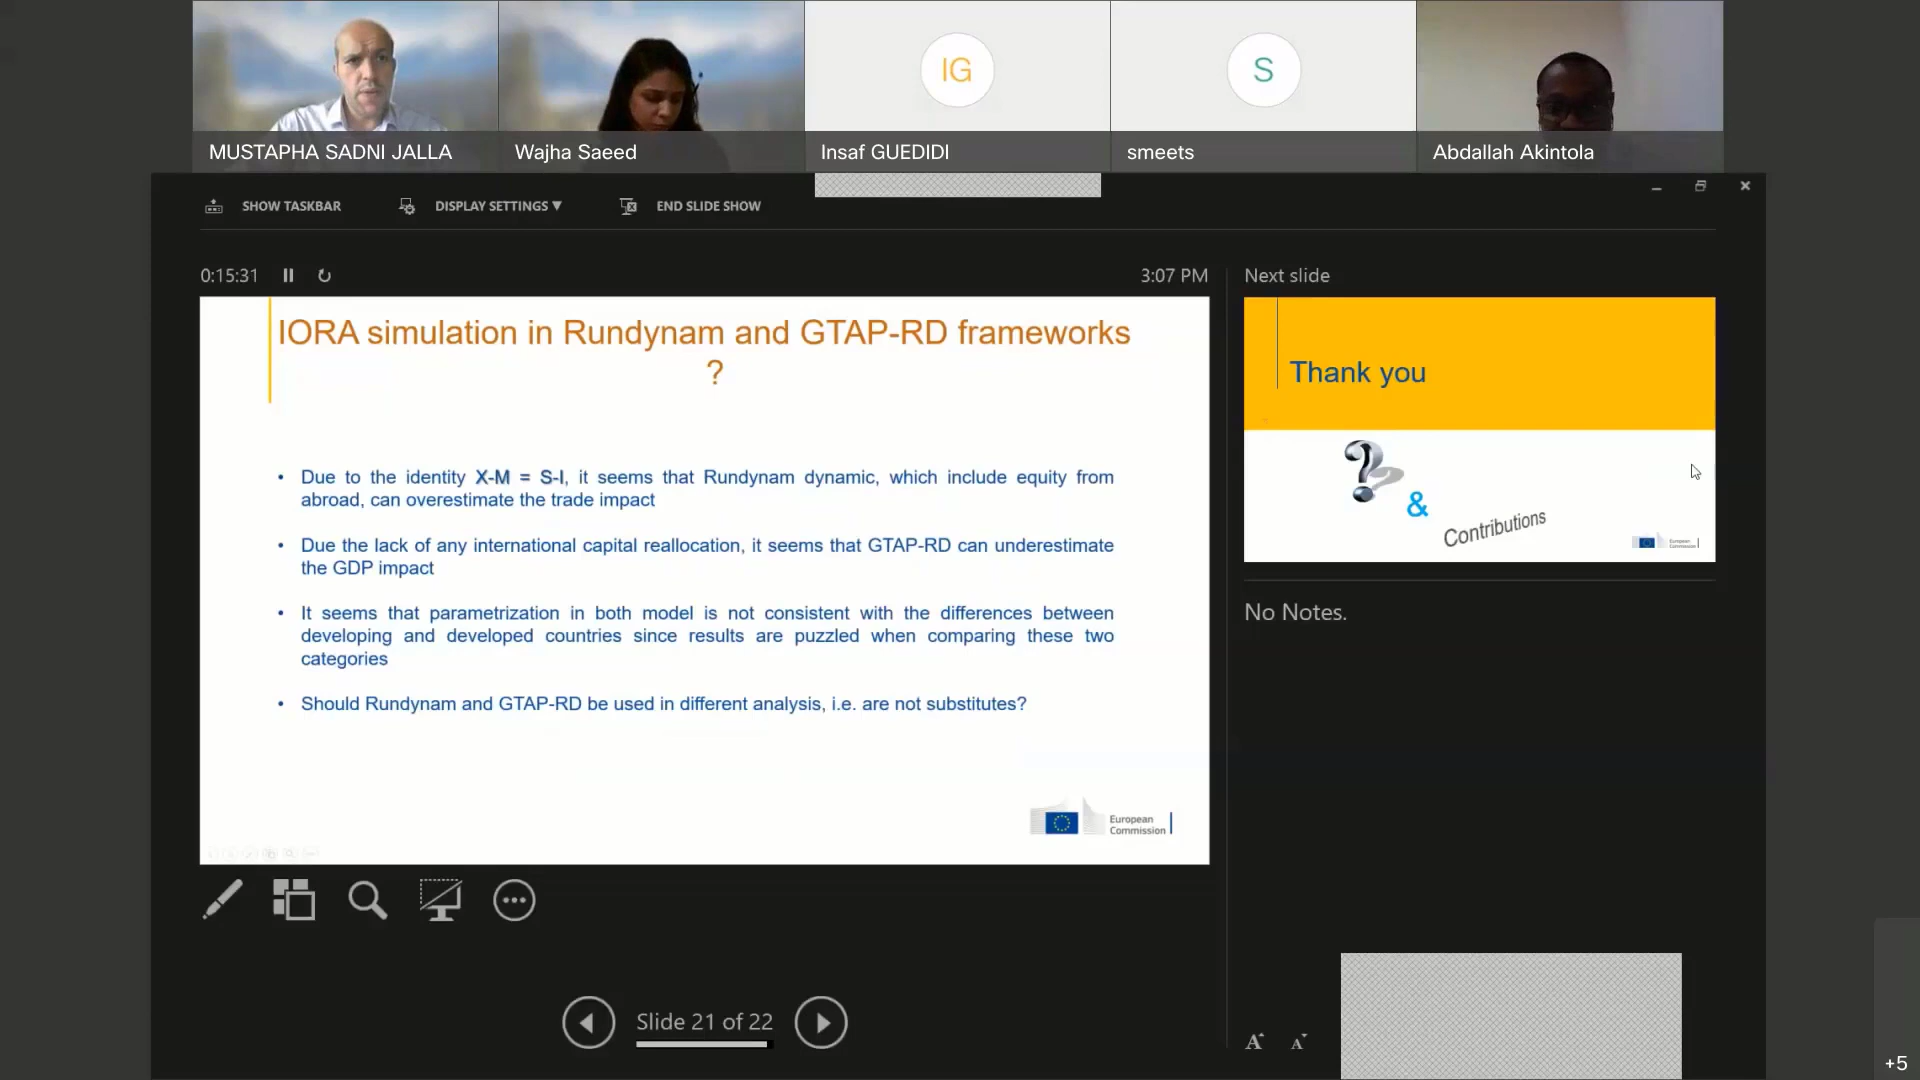 IG
S
MUSTAPHA SADNI JALLA
Wajha Saeed
Insaf GUEDIDI
smeets
Abdallah Akintola
SHOW TASKBAR
DISPLAY SETTINGS ▼
END SLIDE SHOW
0:15:31
3:07 PM
Next slide
IORA simulation in Rundynam and GTAP-RD frameworks
?
• Due to the identity X-M = S-I, it seems that Rundynam dynamic, which include equity from
abroad, can overestimate the trade impact
• Due the lack of any international capital reallocation, it seems that GTAP-RD can underestimate
the GDP impact
• It seems that parametrization in both model is not consistent with the differences between
developing and developed countries since results are puzzled when comparing these two
categories
• Should Rundynam and GTAP-RD be used in different analysis, i.e. are not substitutes?
European
Commission
Thank you
?
&
Contributions
European
Commission
No Notes.
Slide 21 of 22
A A
+5